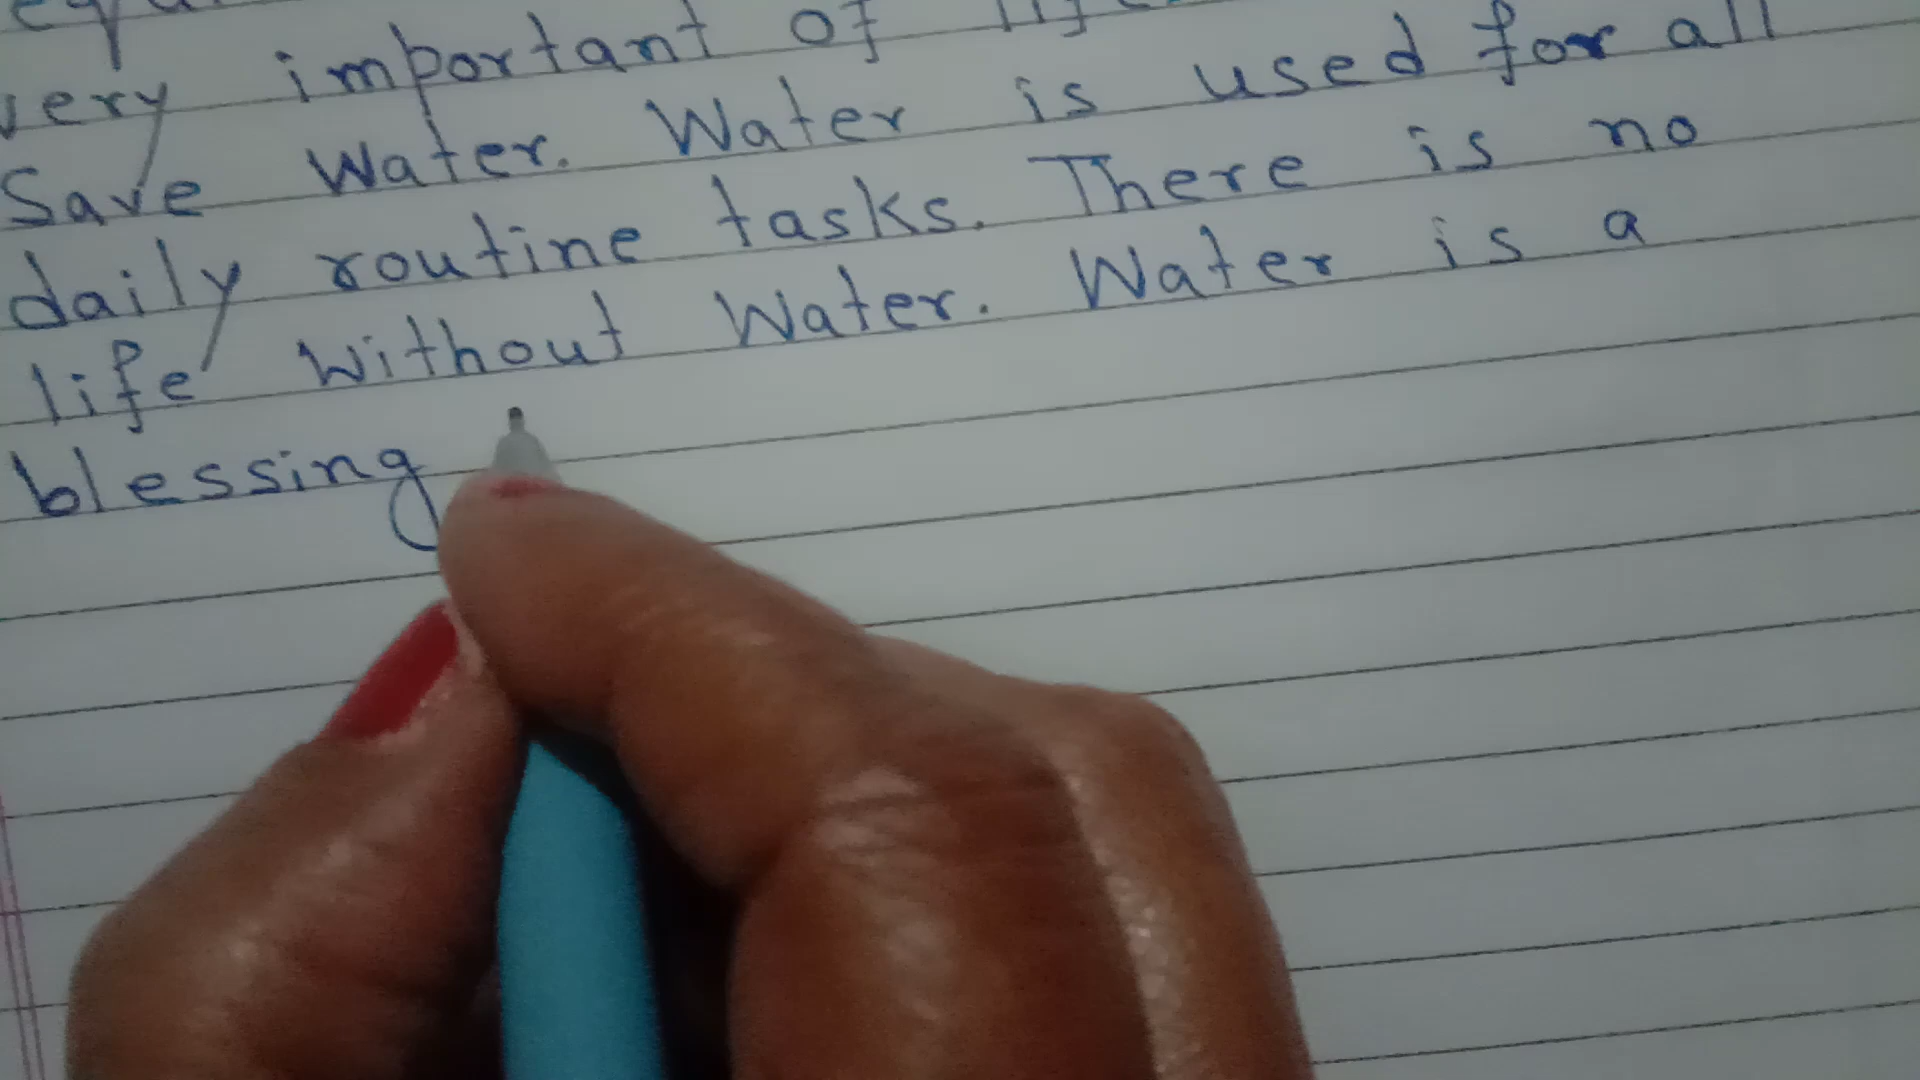 very important of life
Save Water. Water is used for all
daily routine tasks. There is no
life Without Water. Water is a
blessing